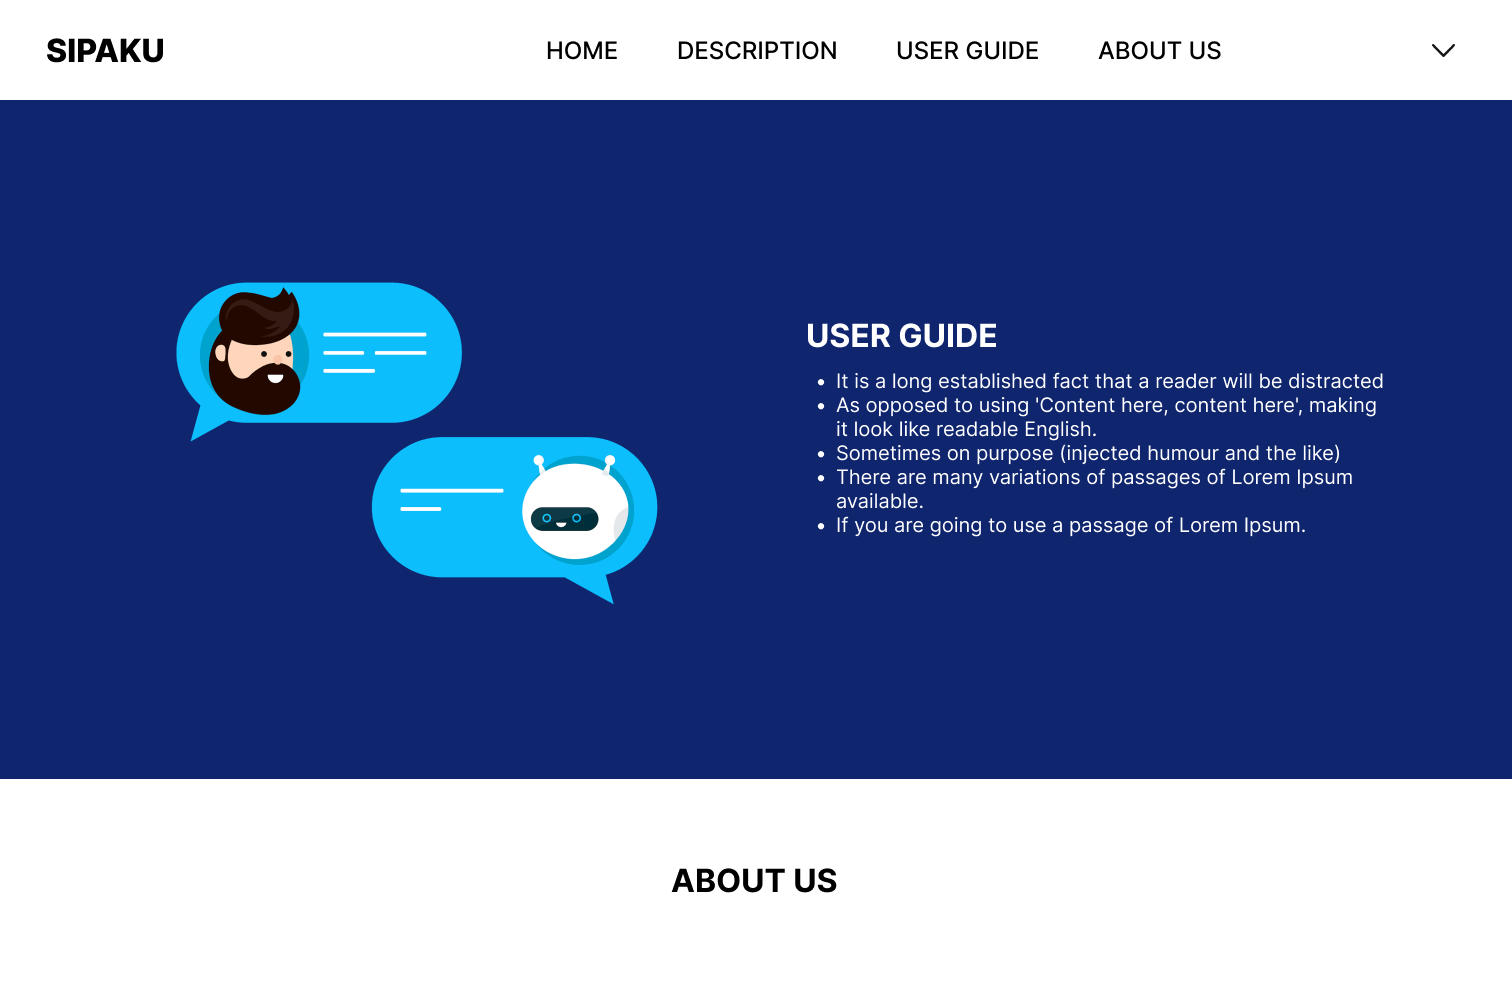 SIPAKU
HOME DESCRIPTION USER GUIDE ABOUT US
USER GUIDE
• It is a long established fact that a reader will be distracted
• As opposed to using 'Content here, content here', making
it look like readable English.
• Sometimes on purpose (injected humour and the like)
• There are many variations of passages of Lorem Ipsum
available.
• If you are going to use a passage of Lorem Ipsum.
ABOUT US